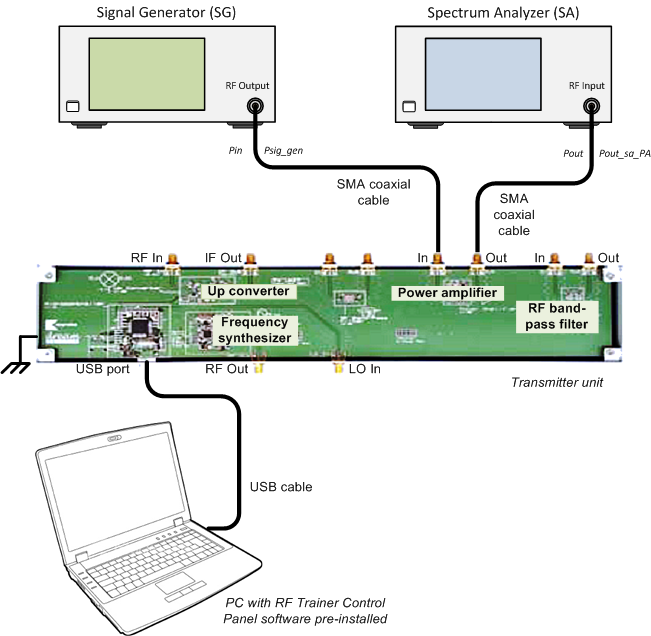 Signal Generator (SG)
Spectrum Analyzer (SA)
RF Output
RF Input
Pin
Psig_gen
Pout
Pout_sa_PA
SMA coaxial
cable
SMA
coaxial
cable
RF In
IF Out
In
Out
In
Out
Up converter
Power amplifier
Frequency
synthesizer
RF band-
pass filter
USB port
RF Out
LO In
Transmitter unit
USB cable
PC with RF Trainer Control
Panel software pre-installed